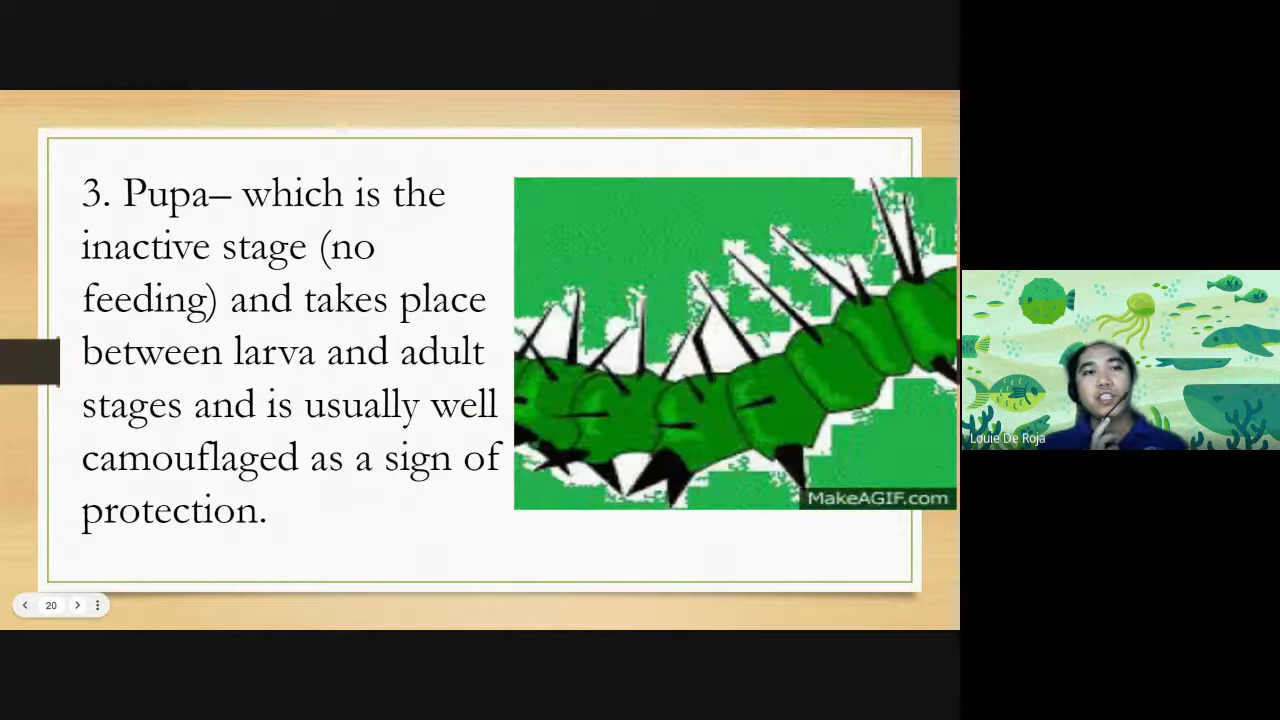 3. Pupa– which is the
inactive stage (no
feeding) and takes place
between larva and adult
stages and is usually well
camouflaged as a sign of
protection.
MakeAGIF.com
Louie De Roja
20